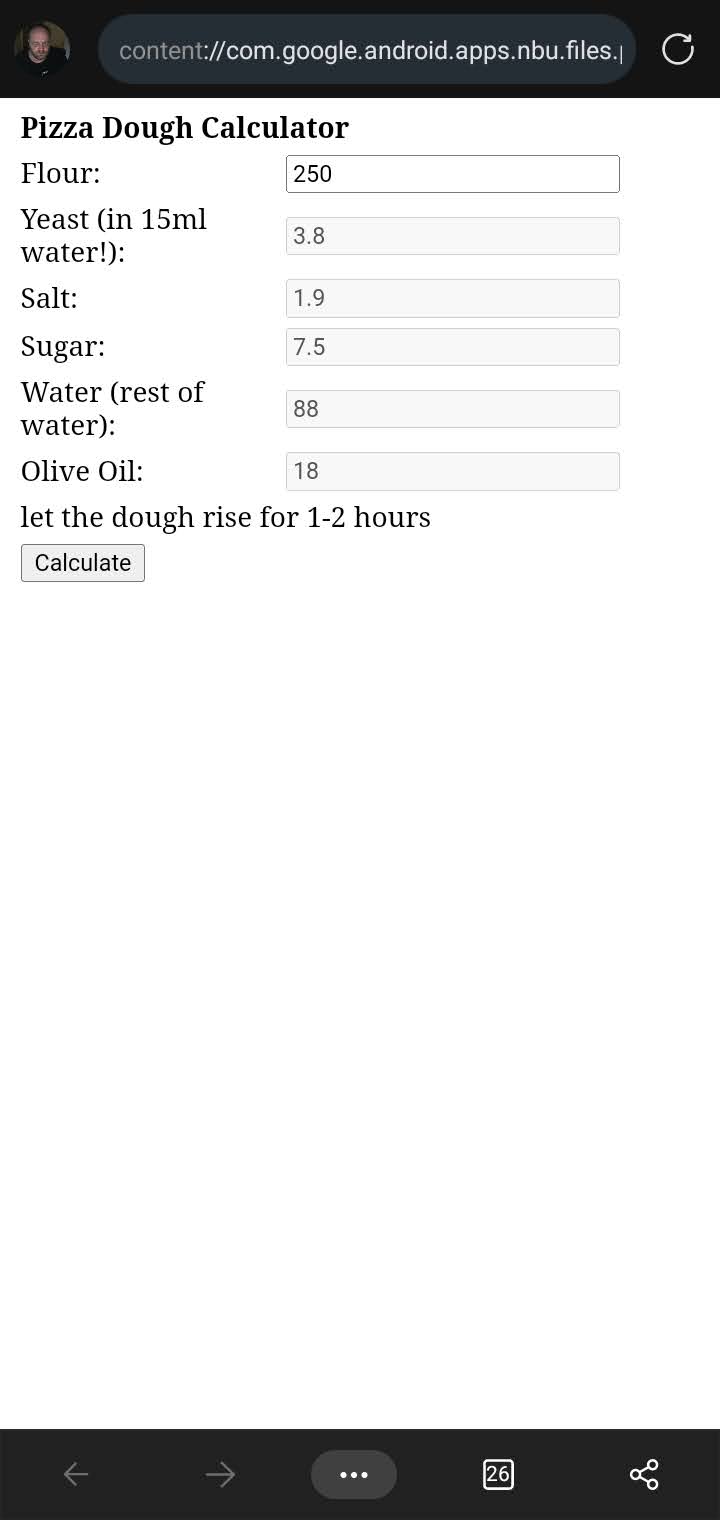 content://com.google.android.apps.nbu.files.
Pizza Dough Calculator
Flour:
250
Yeast (in 15ml
water!):
3.8
Salt:
1.9
Sugar:
7.5
Water (rest of
water):
88
Olive Oil:
18
let the dough rise for 1-2 hours
Calculate
26